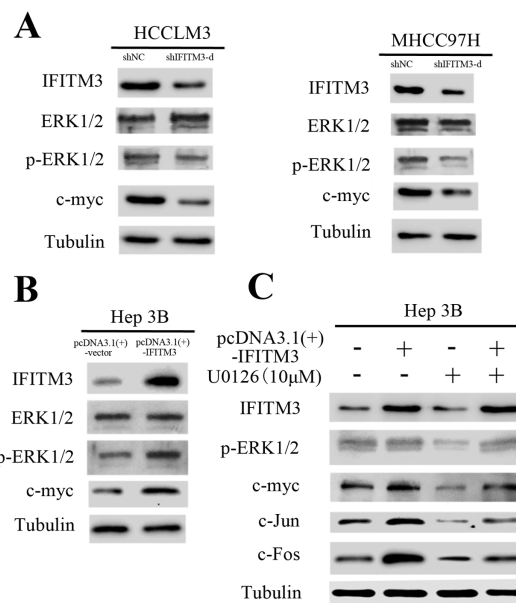 A
HCCLM3
shNC shIFITM3-d
IFITM3
ERK1/2
p-ERK1/2
c-myc
Tubulin
MHCC97H
shNC shIFITM3-d
IFITM3
ERK1/2
p-ERK1/2
c-myc
Tubulin
B
Hep 3B
pcDNA3.1(+) pcDNA3.1(+)
-vector -IFITM3
IFITM3
ERK1/2
p-ERK1/2
c-myc
Tubulin
C
Hep 3B
pcDNA3.1(+)
-IFITM3 - + - +
U0126(10μM) - - + +
IFITM3
p-ERK1/2
c-myc
c-Jun
c-Fos
Tubulin